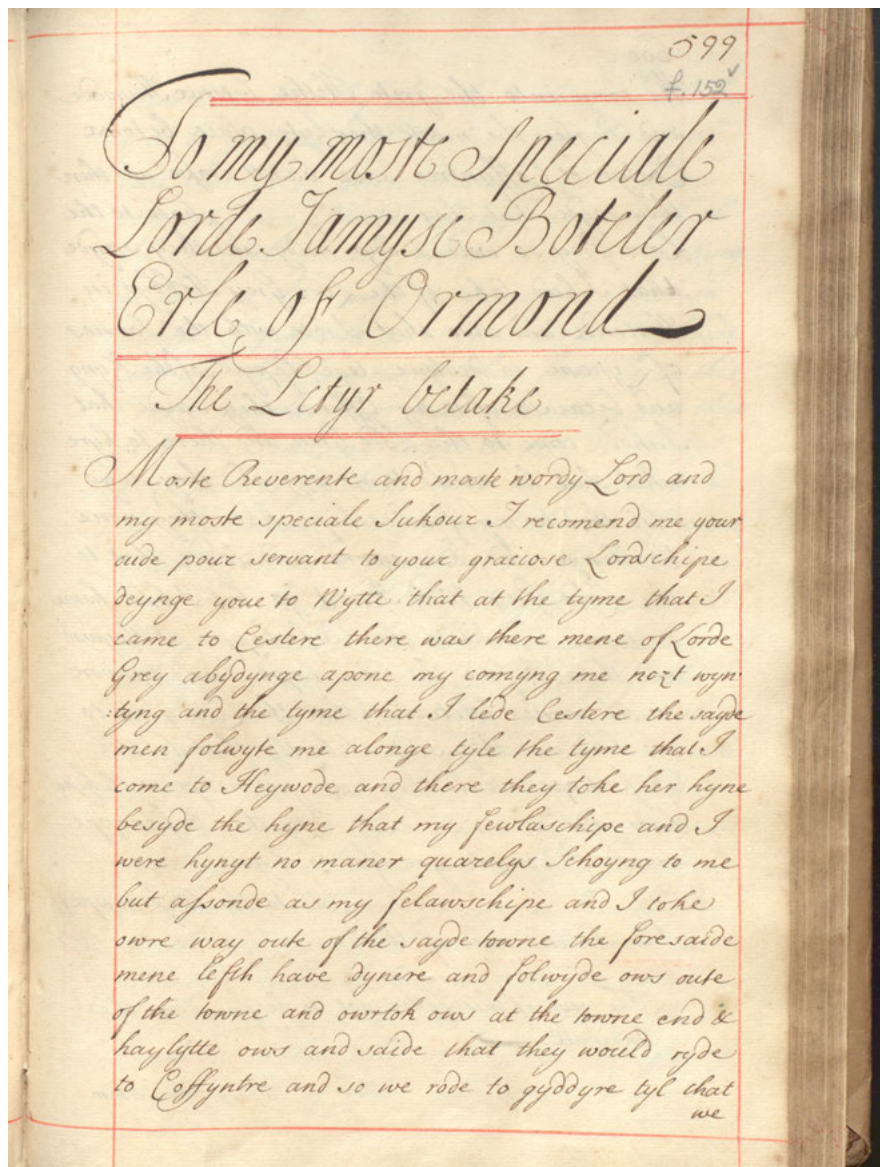 599
f. 152v
To my moste Speciale
Lorde Jamyse Boteler
Erle of Ormond
The Letyr betake
Moste Reverente and moste wordy Lord and
my moste speciale Sukour I recomend me your
oude pour servant to your graciose Lordschipe
deynge youe to Wytte that at the tyme that I
came to Cestere there was there mene of Lorde
Grey abydynge apone my comyng me nozt wyn-
:tyng and the tyme that I lede Cestere the sayde
men folwyte me alonge tyle the tyme that I
come to Heywode and there they toke her hyne
besyde the hyne that my fewlaschipe and I
were hynyt no maner quarelys Schoyng to me
but assonde as my felawschipe and I toke
owre way oute of the sayde towne the foresaide
mene lefth have dynere and folwyde ows oute
of the towne and owrtok ows at the towne end &
haylytte ows and saide that they would ryde
to Coffyntre and so we rode to gyddyre tyl that
we